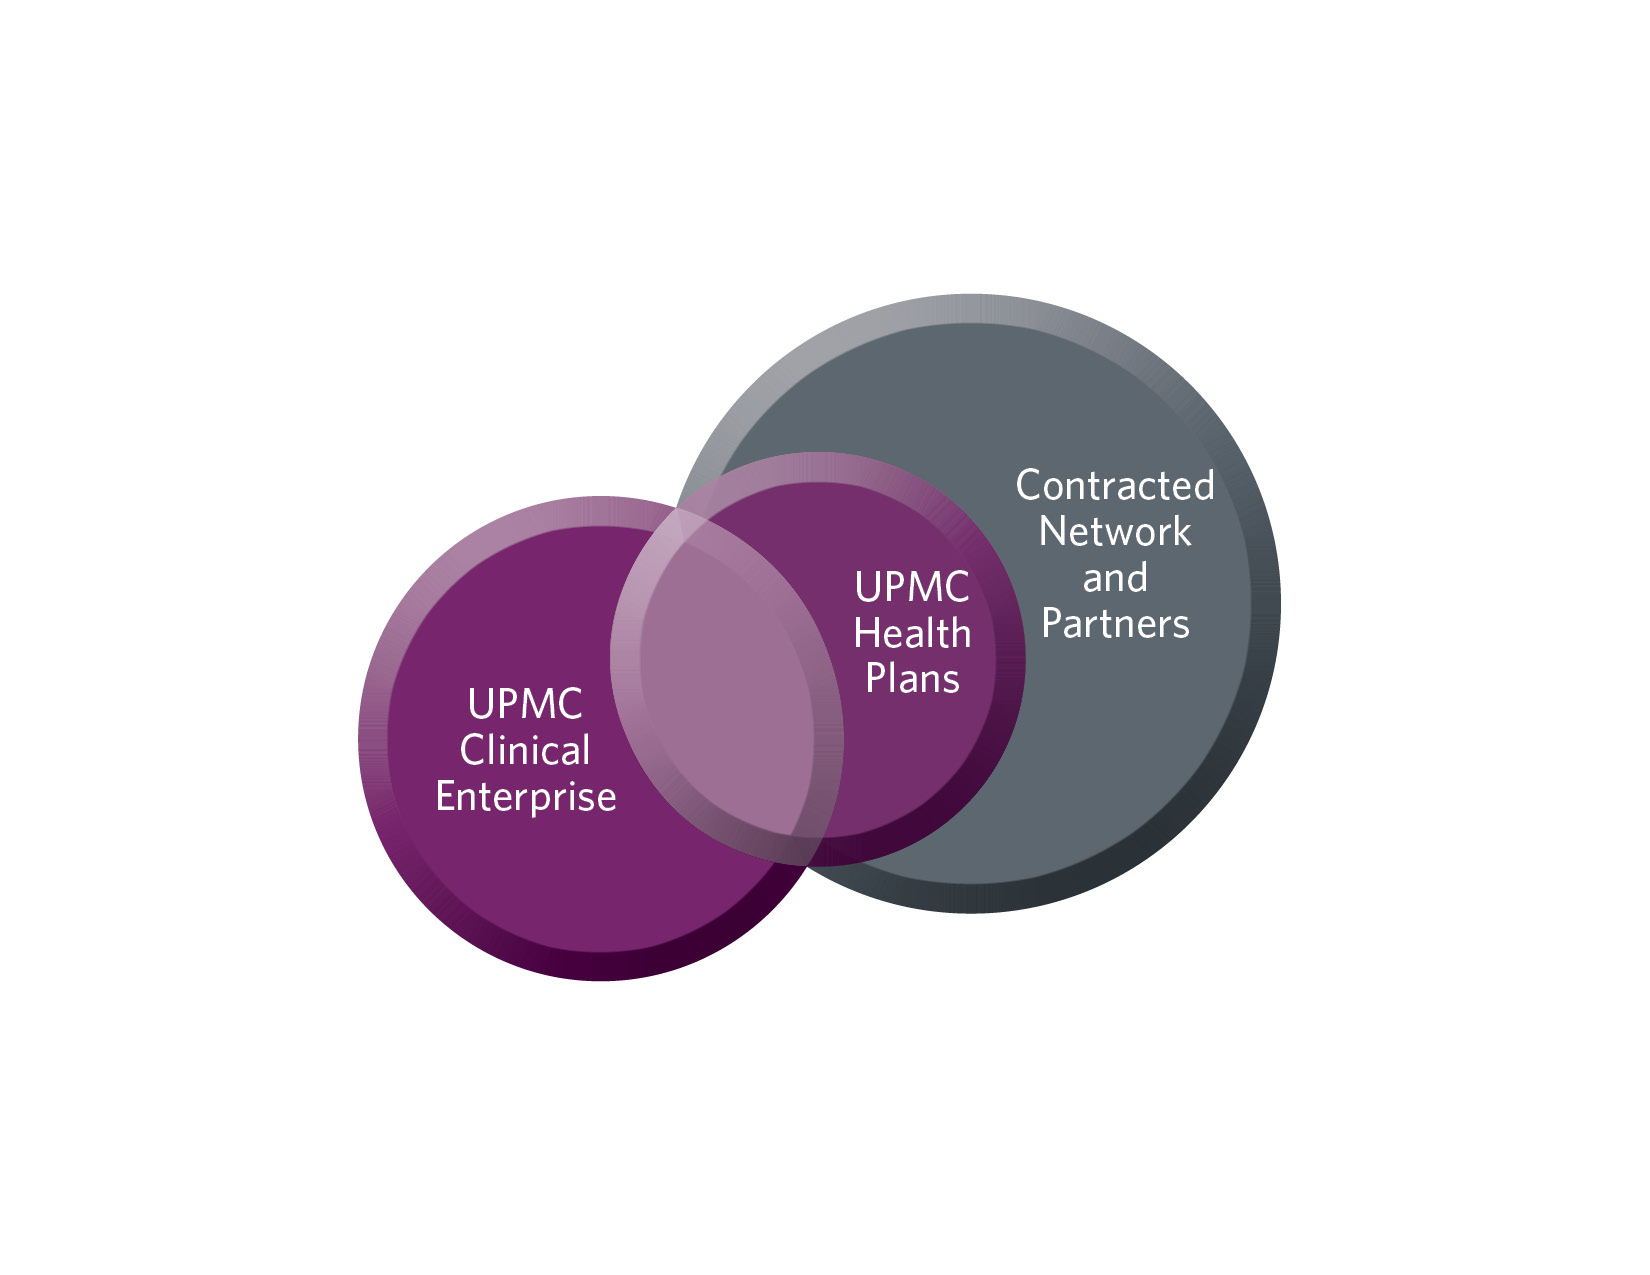 UPMC
Clinical
Enterprise
UPMC
Health
Plans
Contracted
Network
and
Partners